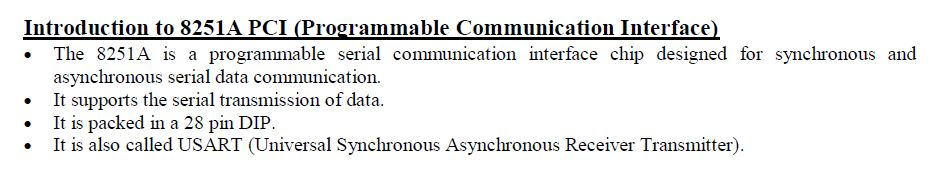 Introduction to 8251A PCI (Programmable Communication Interface)
• The 8251A is a programmable serial communication interface chip designed for synchronous and
asynchronous serial data communication.
• It supports the serial transmission of data.
• It is packed in a 28 pin DIP.
• It is also called USART (Universal Synchronous Asynchronous Receiver Transmitter).